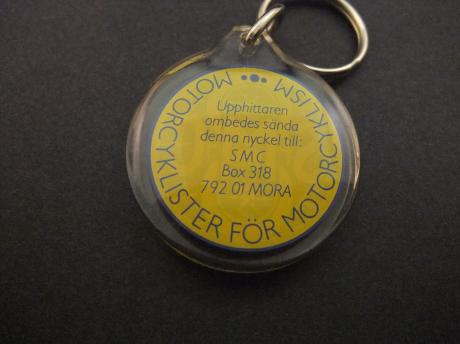 MOTORCYKLISTER FÖR MOTORCYKLISM
Upphittaren
ombedes sända
denna nyckel till:
SMC
Box 318
792 01 MORA